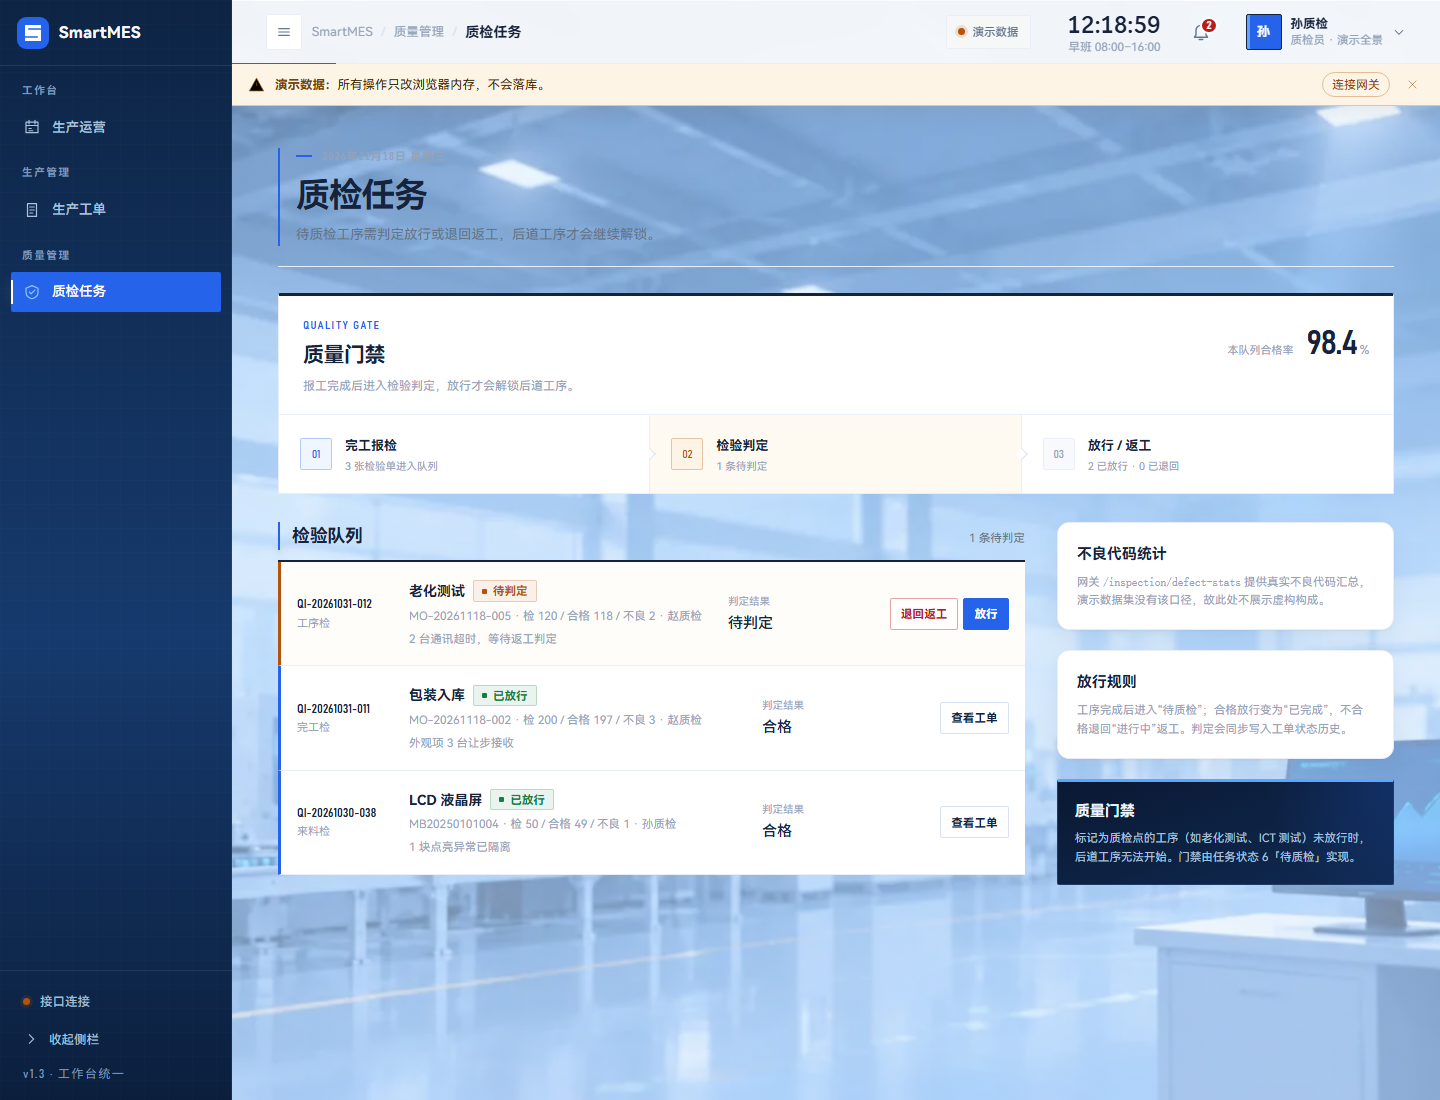 SmartMES
工作台
生产运营
生产管理
生产工单
质量管理
质检任务
接口连接
收起侧栏
v1.3 · 工作台统一
SmartMES / 质量管理 / 质检任务
演示数据
12:18:59
早班 08:00–16:00
2
孙
孙质检
质检员 · 演示全景
演示数据：所有操作只改浏览器内存，不会落库。
连接网关
质检任务
待质检工序需判定放行或退回返工，后道工序才会继续解锁。
QUALITY GATE
质量门禁
报工完成后进入检验判定，放行才会解锁后道工序。
本队列合格率 98.4%
01
完工报检
3 张检验单进入队列
02
检验判定
1 条待判定
03
放行 / 返工
2 已放行 · 0 已退回
检验队列
1 条待判定
QI-20261031-012
工序检
老化测试 待判定
MO-20261118-005 · 检 120 / 合格 118 / 不良 2 · 赵质检
2 台通讯超时，等待返工判定
判定结果
待判定
退回返工
放行
QI-20261031-011
完工检
包装入库 已放行
MO-20261118-002 · 检 200 / 合格 197 / 不良 3 · 赵质检
外观项 3 台让步接收
判定结果
合格
查看工单
QI-20261030-038
来料检
LCD 液晶屏 已放行
MB20250101004 · 检 50 / 合格 49 / 不良 1 · 孙质检
1 块点亮异常已隔离
判定结果
合格
查看工单
不良代码统计
网关 /inspection/defect-stats 提供真实不良代码汇总，
演示数据集没有该口径，故此处不展示虚构构成。
放行规则
工序完成后进入“待质检”；合格放行变为“已完成”，不合
格退回“进行中”返工。判定会同步写入工单状态历史。
质量门禁
标记为质检点的工序（如老化测试、ICT 测试）未放行时，
后道工序无法开始。门禁由任务状态 6「待质检」实现。